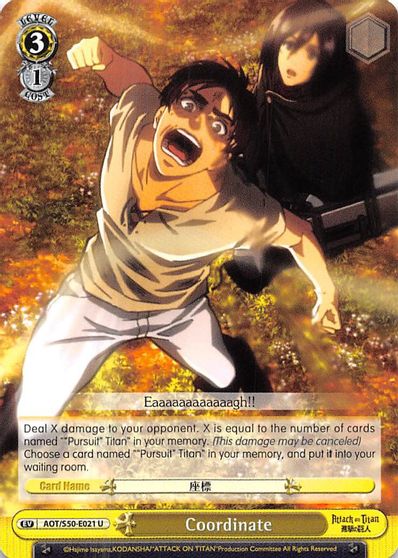 LEVEL
3
1
COST
Eaaaaaaaaaaaagh!!
Deal X damage to your opponent. X is equal to the number of cards
named ""Pursuit" Titan" in your memory. (This damage may be canceled)
Choose a card named ""Pursuit" Titan" in your memory, and put it into your
waiting room.
Card Name 座標
EV AOT/S50-E021 U Coordinate Attack on Titan
進撃の巨人
©Hajime Isayama,KODANSHA/"ATTACK ON TITAN"Production Committee All Rights Reserved.